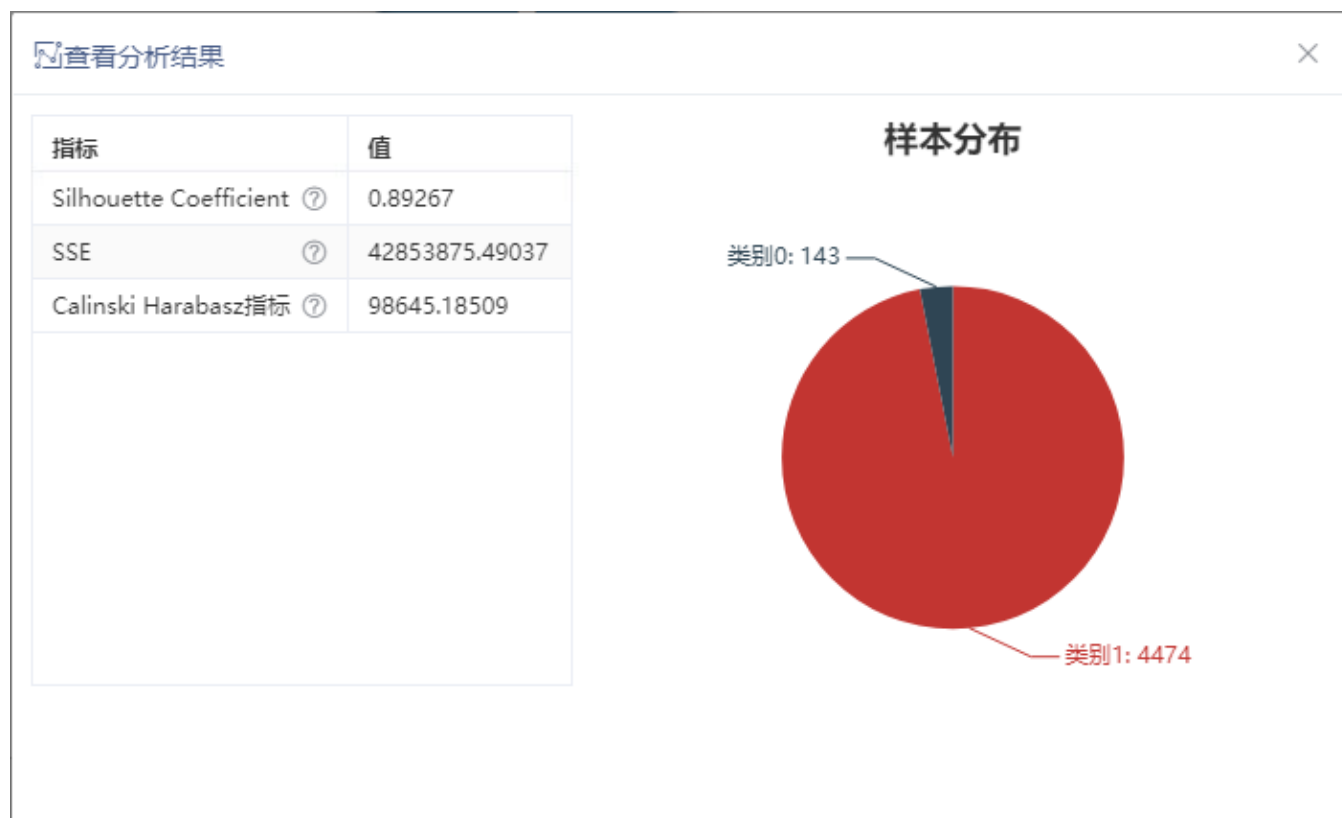 查看分析结果
指标 值
Silhouette Coefficient ? 0.89267
SSE ? 42853875.49037
Calinski Harabasz指标 ? 98645.18509
样本分布
类别0: 143
类别1: 4474